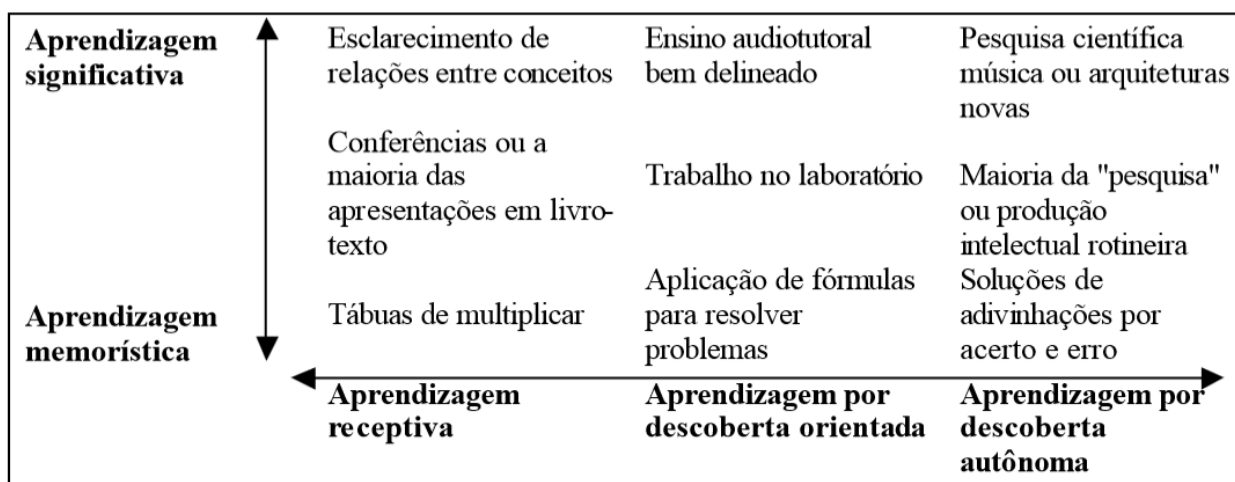 Aprendizagem
significativa
Esclarecimento de
relações entre conceitos
Ensino audiotutoral
bem delineado
Pesquisa científica
música ou arquiteturas
novas
Conferências ou a
maioria das
apresentações em livro-
texto
Trabalho no laboratório
Maioria da "pesquisa"
ou produção
intelectual rotineira
Aprendizagem
memorística
Tábuas de multiplicar
Aplicação de fórmulas
para resolver
problemas
Soluções de
adivinhações por
acerto e erro
Aprendizagem
receptiva
Aprendizagem por
descoberta orientada
Aprendizagem por
descoberta
autônoma